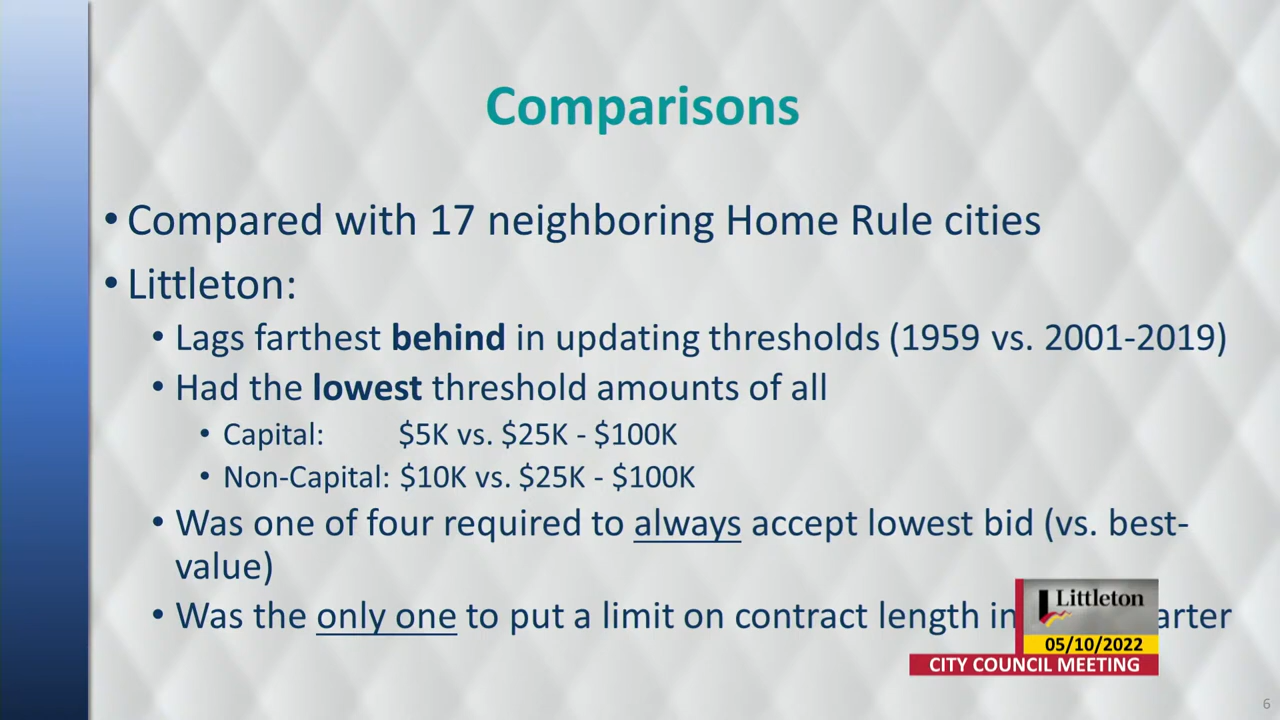 Comparisons
• Compared with 17 neighboring Home Rule cities
• Littleton:
• Lags farthest behind in updating thresholds (1959 vs. 2001-2019)
• Had the lowest threshold amounts of all
• Capital: $5K vs. $25K - $100K
• Non-Capital: $10K vs. $25K - $100K
• Was one of four required to always accept lowest bid (vs. best-
value)
• Was the only one to put a limit on contract length in
Littleton
05/10/2022
CITY COUNCIL MEETING
6